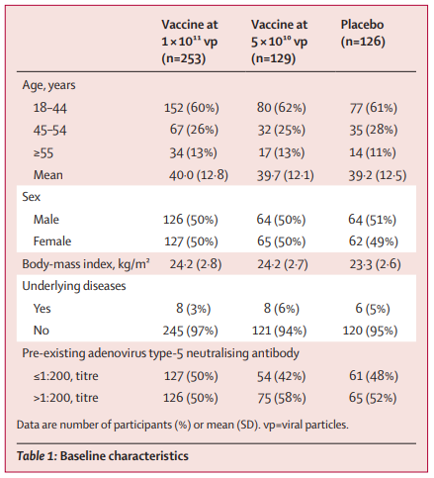 Vaccine at 1 × 10¹¹ vp (n=253) Vaccine at 5 × 10¹⁰ vp (n=129) Placebo (n=126)
Age, years
18–44 152 (60%) 80 (62%) 77 (61%)
45–54 67 (26%) 32 (25%) 35 (28%)
≥55 34 (13%) 17 (13%) 14 (11%)
Mean 40·0 (12·8) 39·7 (12·1) 39·2 (12·5)
Sex
Male 126 (50%) 64 (50%) 64 (51%)
Female 127 (50%) 65 (50%) 62 (49%)
Body-mass index, kg/m² 24·2 (2·8) 24·2 (2·7) 23·3 (2·6)
Underlying diseases
Yes 8 (3%) 8 (6%) 6 (5%)
No 245 (97%) 121 (94%) 120 (95%)
Pre-existing adenovirus type-5 neutralising antibody
≤1:200, titre 127 (50%) 54 (42%) 61 (48%)
>1:200, titre 126 (50%) 75 (58%) 65 (52%)
Data are number of participants (%) or mean (SD). vp=viral particles.
Table 1: Baseline characteristics